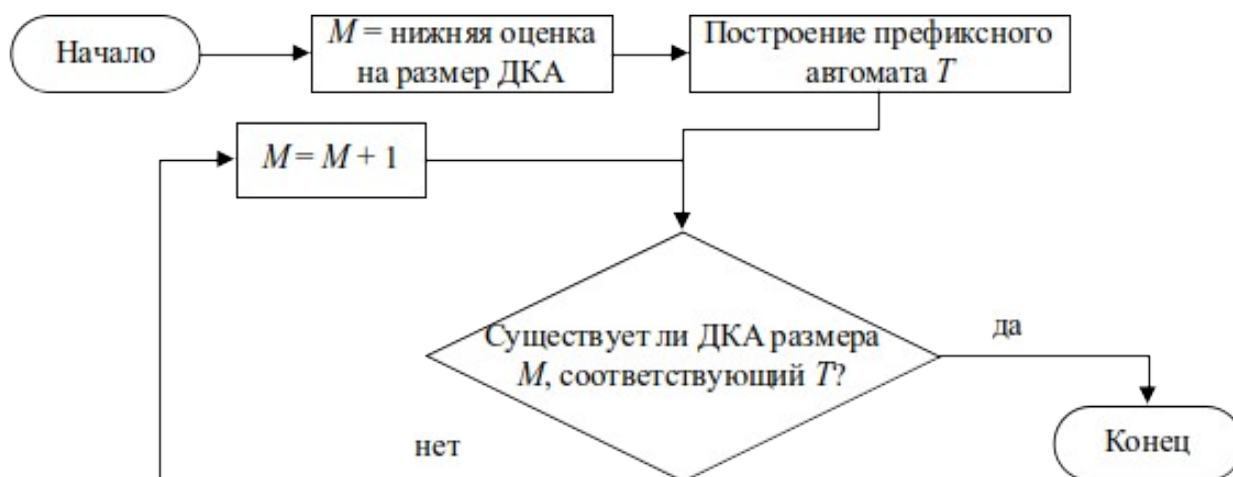 Начало
M = нижняя оценка
на размер ДКА
Построение префиксного
автомата T
M = M + 1
Существует ли ДКА размера
M, соответствующий T?
да
нет
Конец